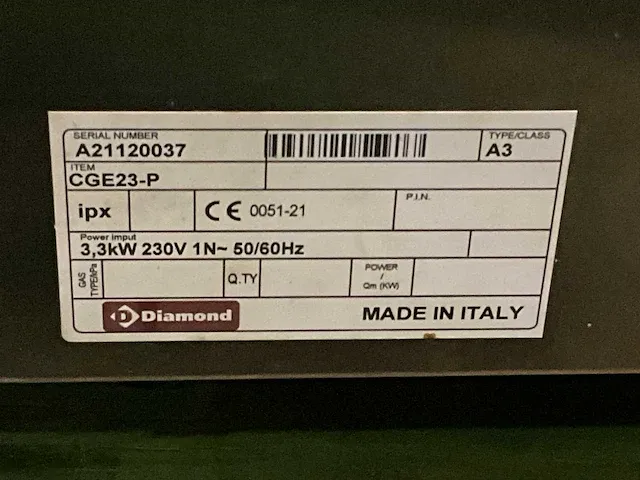 SERIAL NUMBER
A21120037
TYPE/CLASS
A3
ITEM
CGE23-P
ipx
CE 0051-21
P.I.N.
Power imput
3,3kW 230V 1N~ 50/60Hz
GAS
TYPE/kPa
Q.TY
POWER
/
Qm (KW)
Diamond
MADE IN ITALY